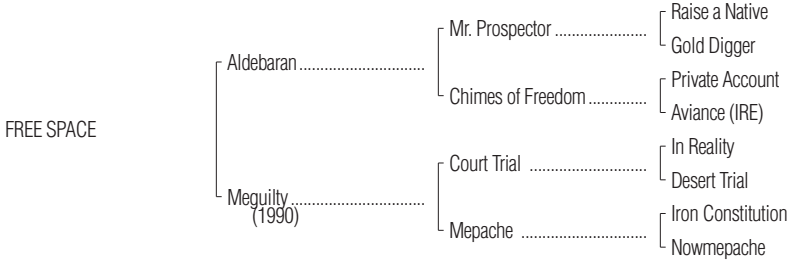 Raise a Native
Mr. Prospector ......................
Gold Digger
Aldebaran ..............................
Private Account
Chimes of Freedom ..............
Aviance (IRE)
FREE SPACE
In Reality
Court Trial ............................
Desert Trial
Meguilty ................................
(1990)
Iron Constitution
Mepache ..............................
Nowmepache